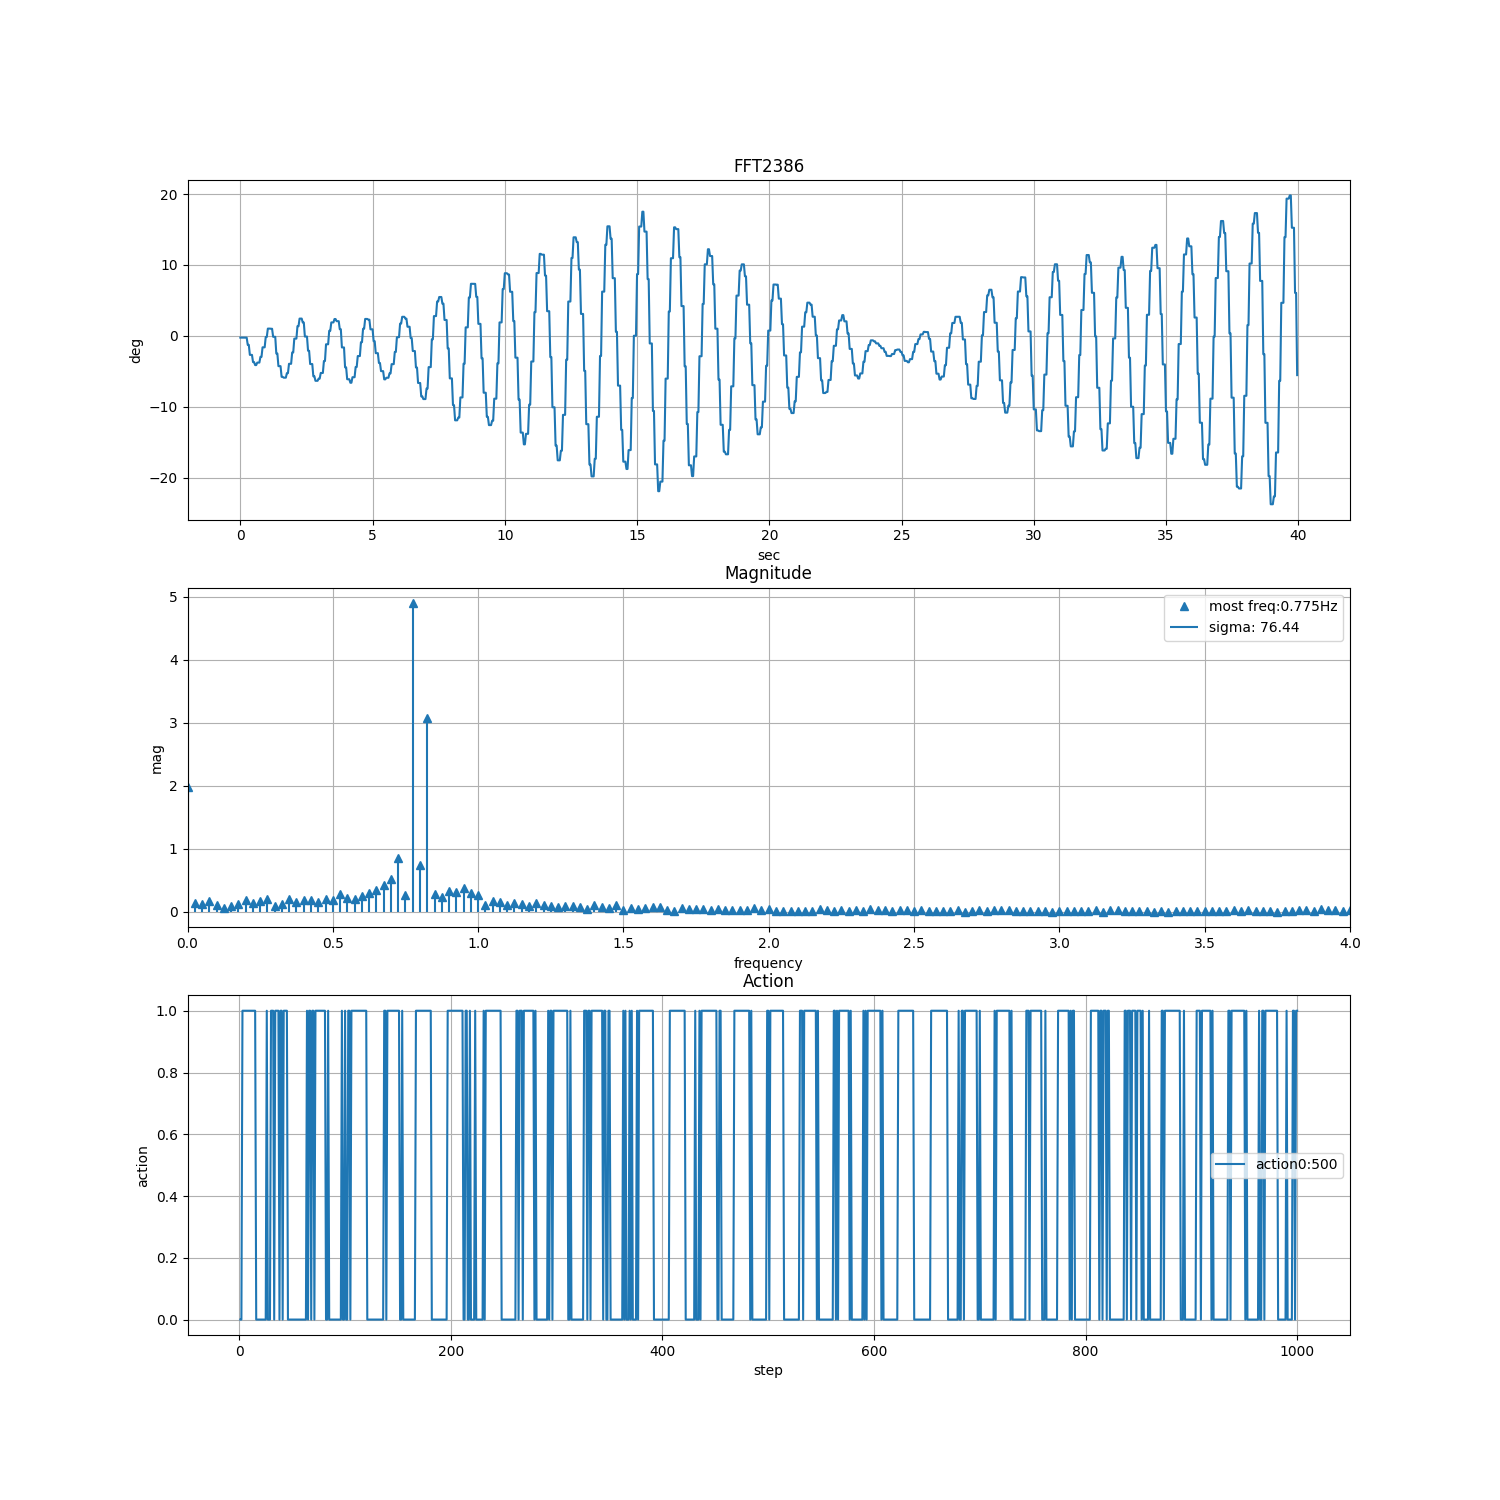 FFT2386
20
10
0
−10
−20
deg
0 5 10 15 20 25 30 35 40
sec
Magnitude
5
4
3
2
1
0
mag
most freq:0.775Hz
sigma: 76.44
0.0 0.5 1.0 1.5 2.0 2.5 3.0 3.5 4.0
frequency
Action
1.0
0.8
0.6
0.4
0.2
0.0
action
action0:500
0 200 400 600 800 1000
step